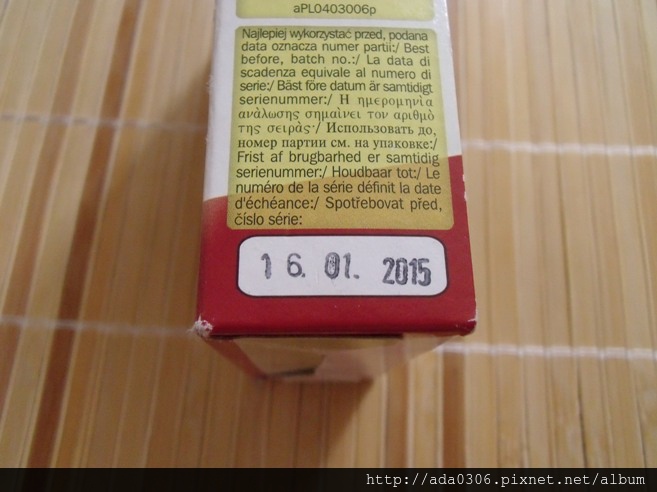 aPL0403006p
Najlepiej wykorzystać przed, podana
data oznacza numer partii:/ Best
before, batch no.:/ La data di
scadenza equivale al numero di
serie:/ Bäst före datum är samtidigt
serienummer:/ Η ημερομηνία
ανάλωσης σημαίνει τον αριθμό
της σειράς·/ Использовать до,
номер партии см. на упаковке:/
Frist af brugbarhed er samtidig
serienummer:/ Houdbaar tot:/ Le
numéro de la série définit la date
d'échéance:/ Spotřebovat před,
číslo série:
16. 01. 2015
http://ada0306.pixnet.net/album